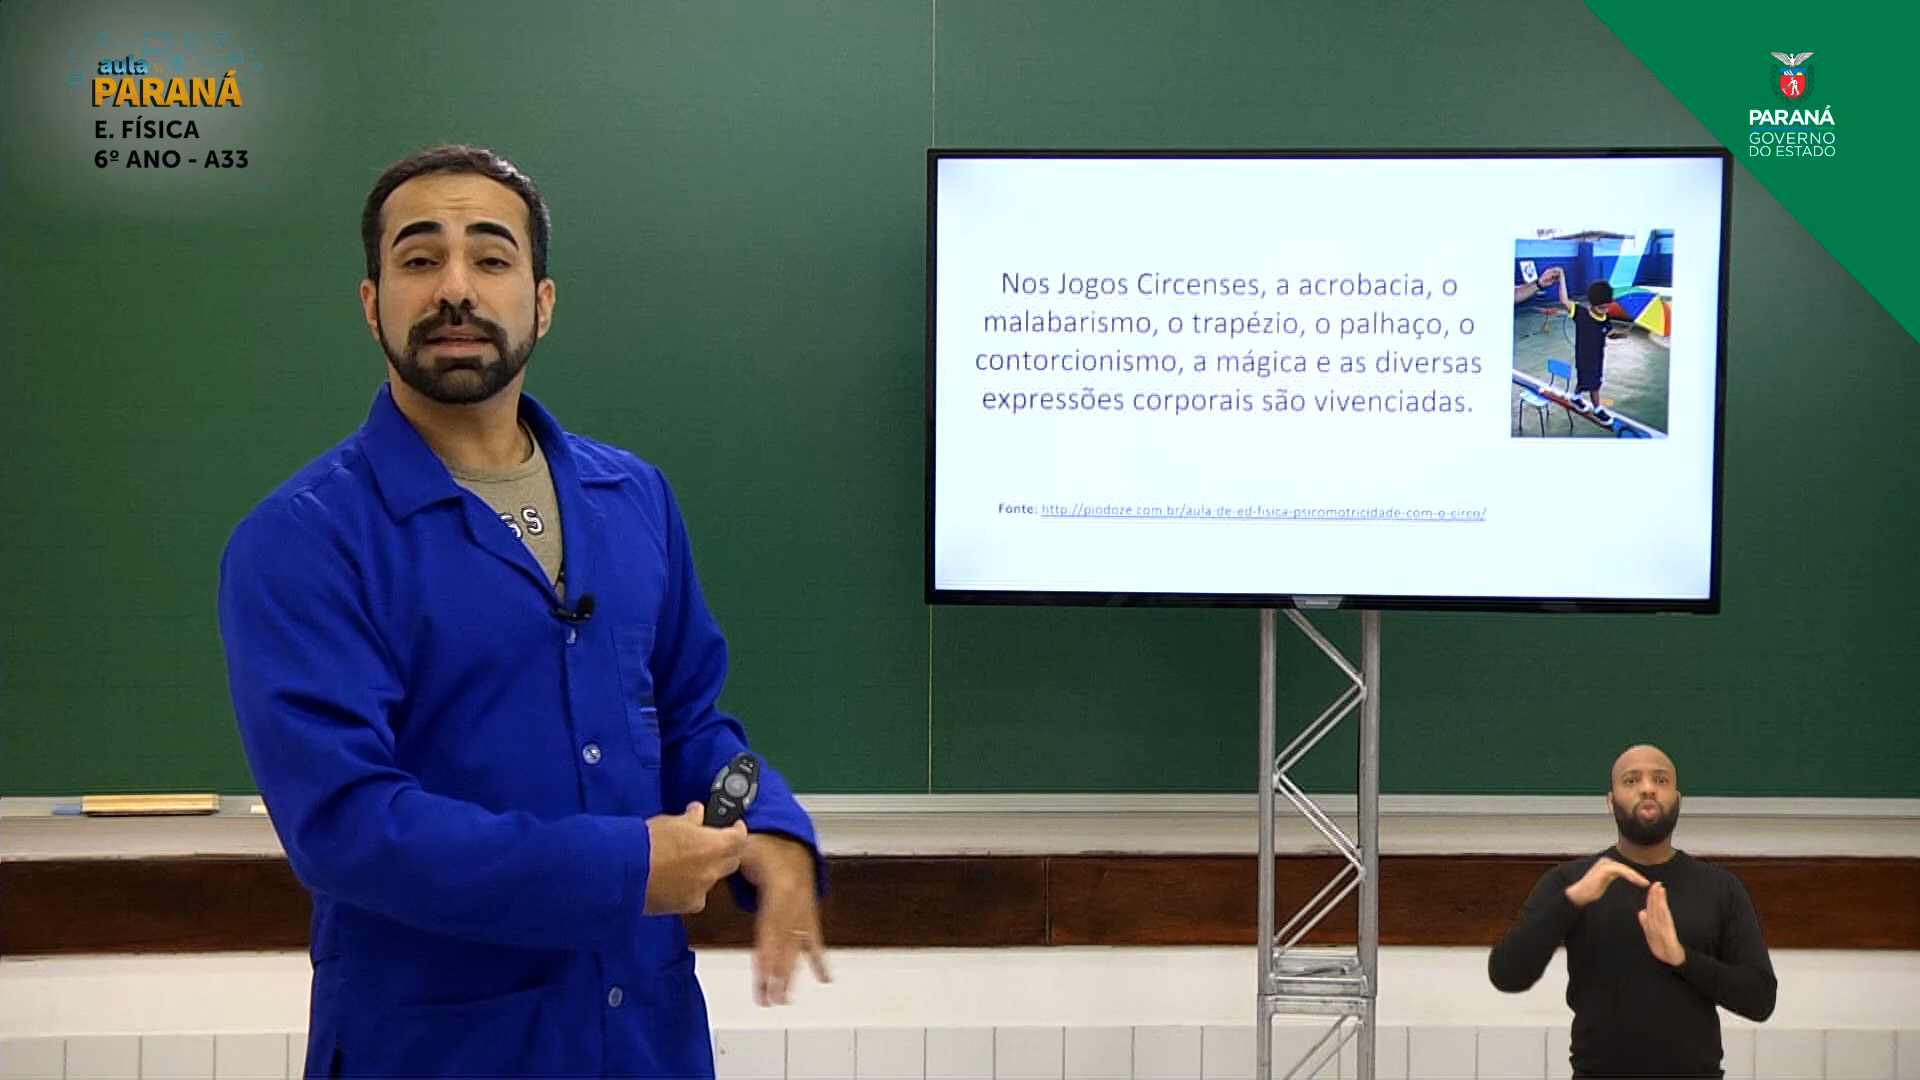 aula
PARANÁ
E. FÍSICA
6º ANO - A33
PARANÁ
GOVERNO
DO ESTADO
Nos Jogos Circenses, a acrobacia, o
malabarismo, o trapézio, o palhaço, o
contorcionismo, a mágica e as diversas
expressões corporais são vivenciadas.
Fonte: http://piodoze.com.br/aula-de-ed-fisica-psicomotricidade-com-o-circo/